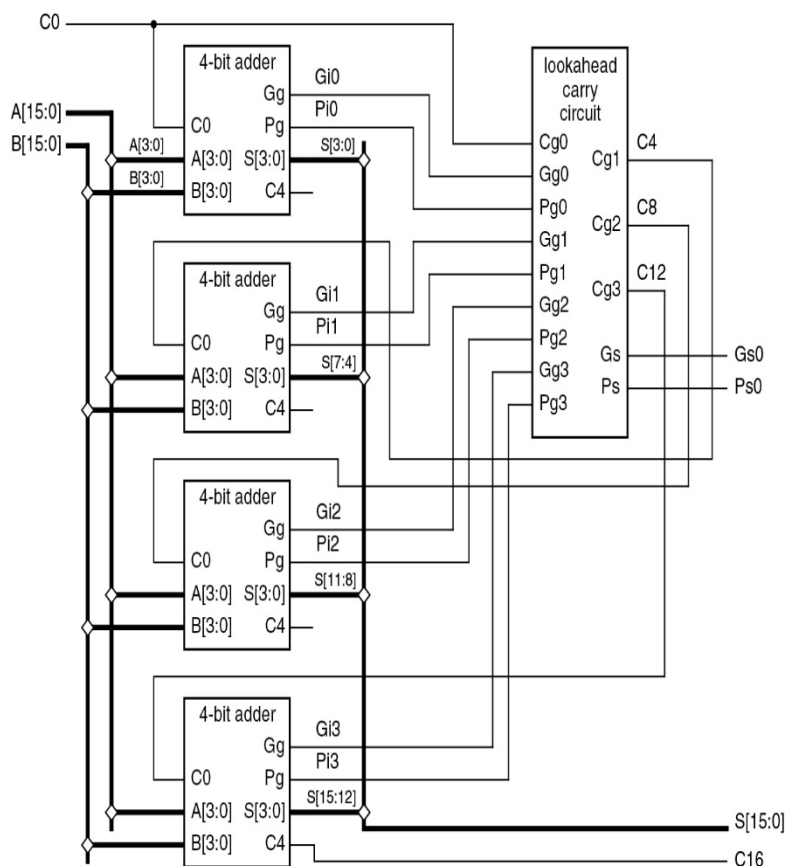 C0
4-bit adder
Gg
Pg
C0
A[3:0]
S[3:0]
B[3:0]
C4
Gi0
Pi0
S[3:0]
A[15:0]
B[15:0]
A[3:0]
B[3:0]
lookahead
carry
circuit
Cg0
Gg0
Pg0
Gg1
Pg1
Gg2
Pg2
Gg3
Pg3
Cg1
Cg2
Cg3
Gs
Ps
C4
C8
C12
Gs0
Ps0
4-bit adder
Gg
Pg
C0
A[3:0]
S[3:0]
B[3:0]
C4
Gi1
Pi1
S[7:4]
4-bit adder
Gg
Pg
C0
A[3:0]
S[3:0]
B[3:0]
C4
Gi2
Pi2
S[11:8]
4-bit adder
Gg
Pg
C0
A[3:0]
S[3:0]
B[3:0]
C4
Gi3
Pi3
S[15:12]
S[15:0]
C16